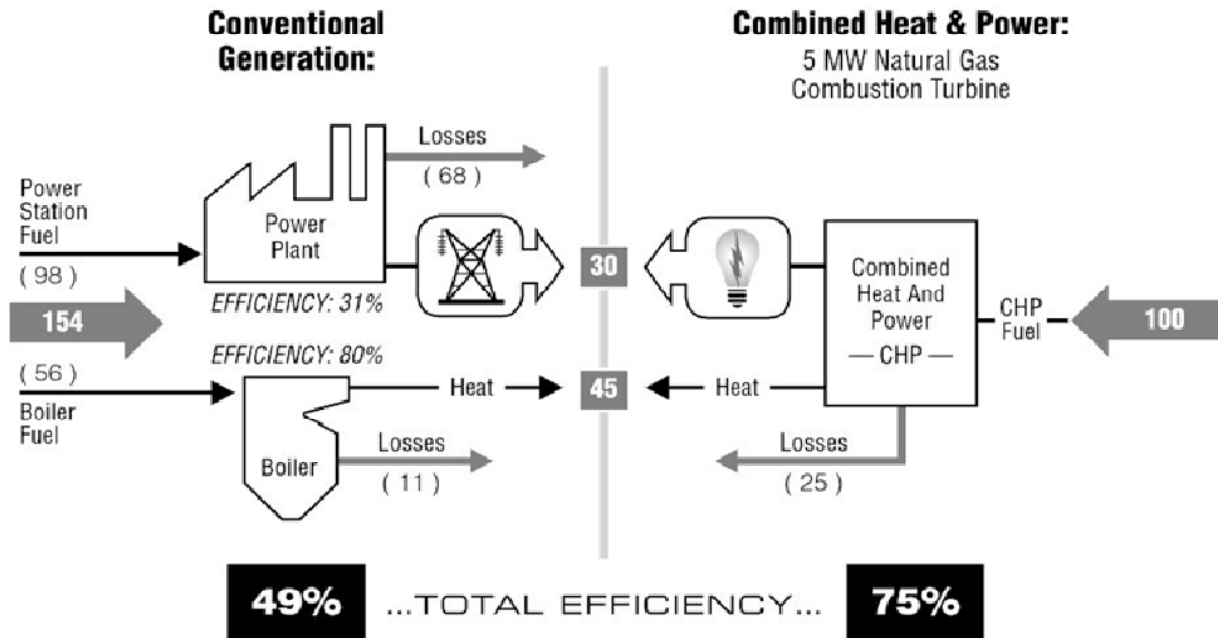 Conventional
Generation:
Combined Heat & Power:
5 MW Natural Gas
Combustion Turbine
Losses
( 68 )
Power
Station
Fuel
( 98 )
Power
Plant
EFFICIENCY: 31%
154
EFFICIENCY: 80%
( 56 )
Boiler
Fuel
Boiler
Heat
Losses
( 11 )
30
45
Combined
Heat And
Power
— CHP —
CHP
Fuel
100
Heat
Losses
( 25 )
49% ...TOTAL EFFICIENCY... 75%